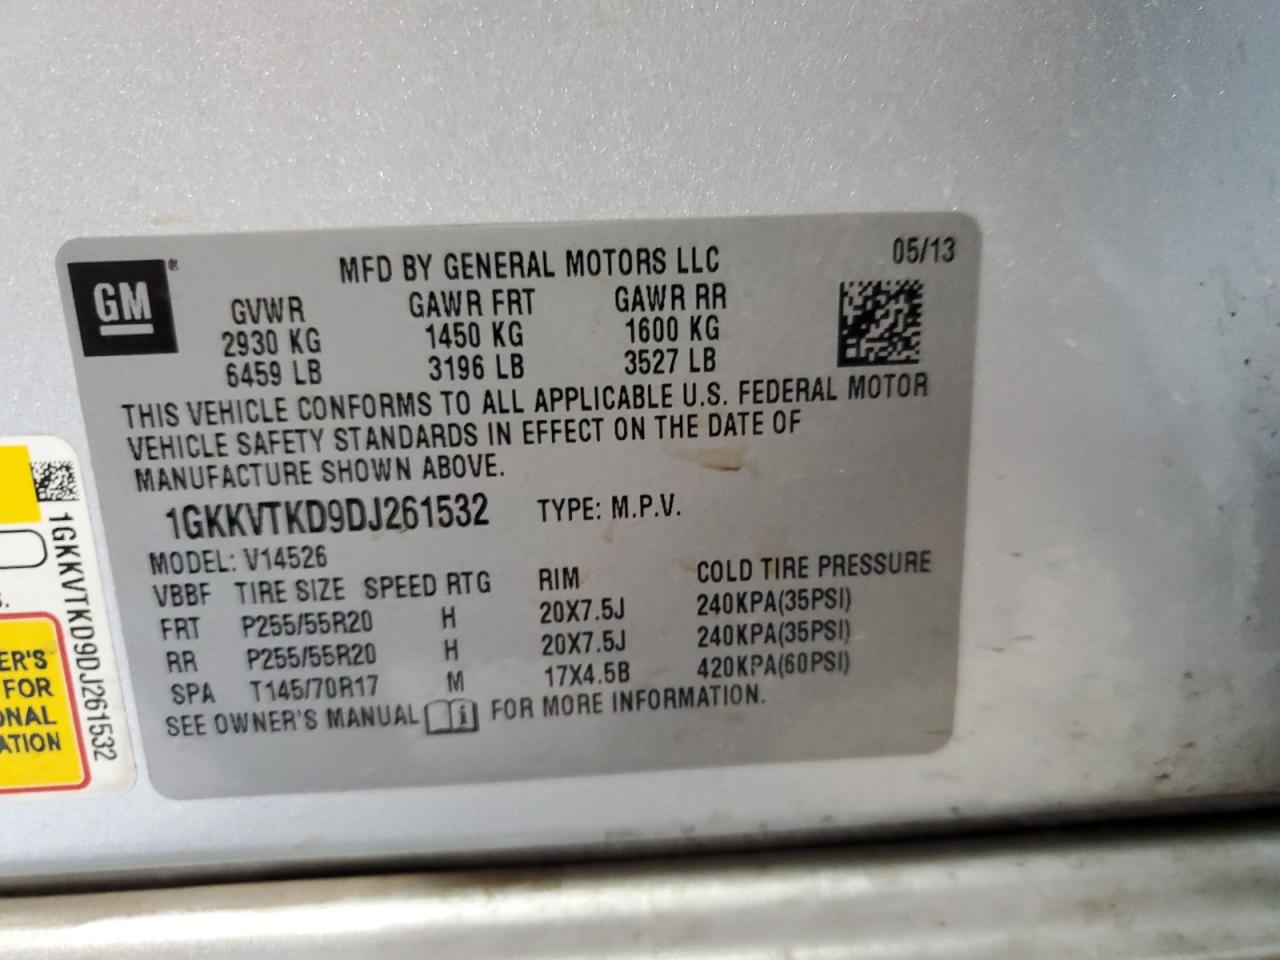 GM ®
MFD BY GENERAL MOTORS LLC 05/13
GVWR GAWR FRT GAWR RR
2930 KG 1450 KG 1600 KG
6459 LB 3196 LB 3527 LB
THIS VEHICLE CONFORMS TO ALL APPLICABLE U.S. FEDERAL MOTOR
VEHICLE SAFETY STANDARDS IN EFFECT ON THE DATE OF
MANUFACTURE SHOWN ABOVE.
1GKKVTKD9DJ261532 TYPE: M.P.V.
MODEL: V14526
VBBF TIRE SIZE SPEED RTG RIM COLD TIRE PRESSURE
FRT P255/55R20 H 20X7.5J 240KPA(35PSI)
RR P255/55R20 H 20X7.5J 240KPA(35PSI)
SPA T145/70R17 M 17X4.5B 420KPA(60PSI)
SEE OWNER'S MANUAL i FOR MORE INFORMATION.
1GKKVTKD9DJ261532
S.
ER'S
FOR
ONAL
ATION